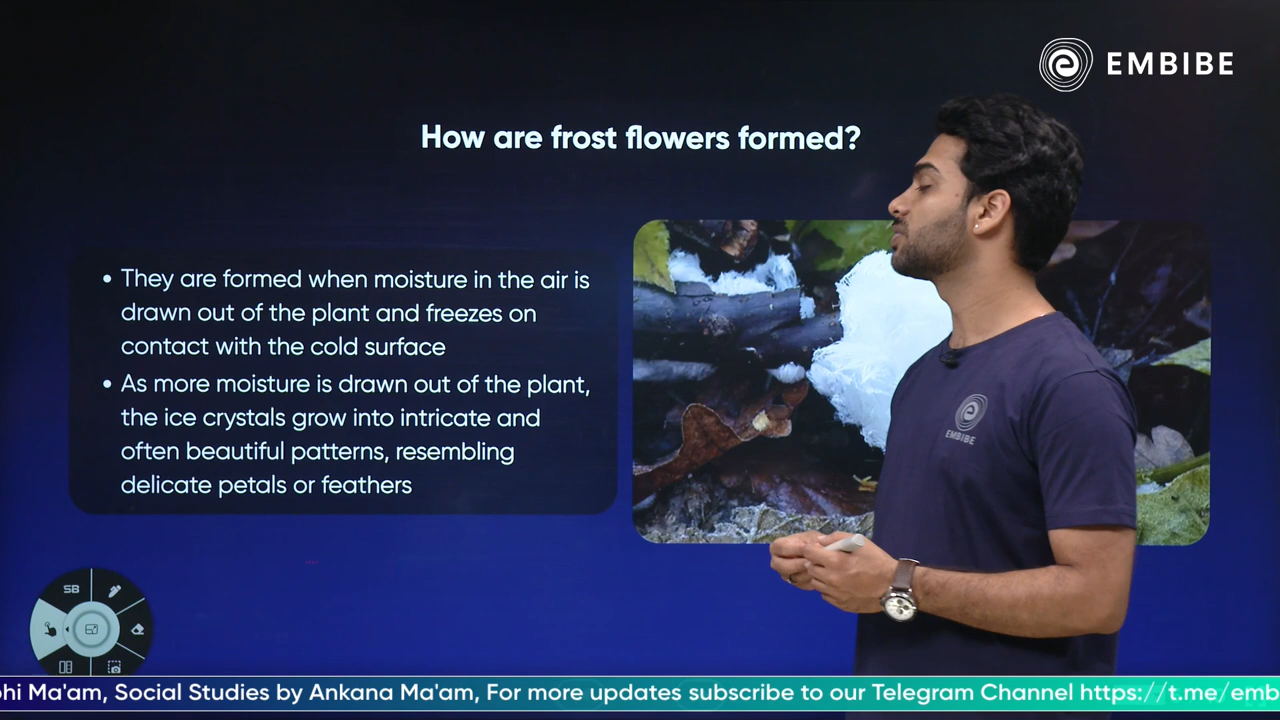 EMBIBE
How are frost flowers formed?
• They are formed when moisture in the air is
drawn out of the plant and freezes on
contact with the cold surface
• As more moisture is drawn out of the plant,
the ice crystals grow into intricate and
often beautiful patterns, resembling
delicate petals or feathers
EMBIBE
SB
hi Ma'am, Social Studies by Ankana Ma'am, For more updates subscribe to our Telegram Channel https://t.me/emb